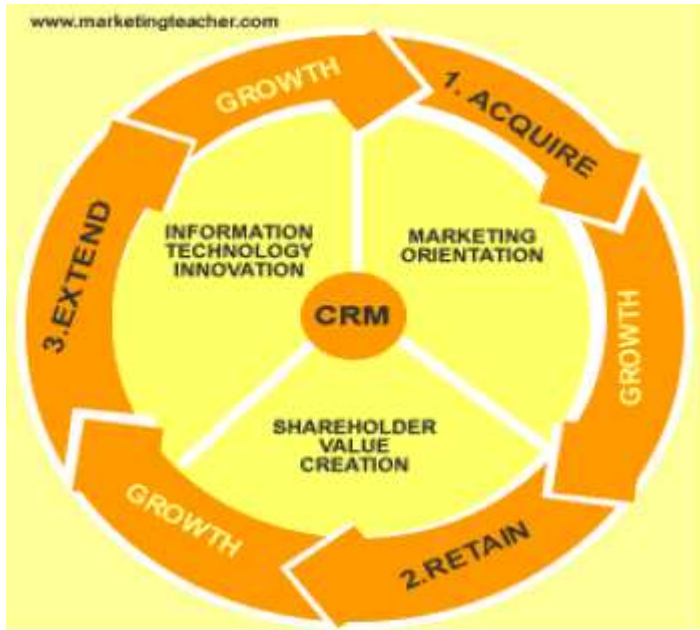 www.marketingteacher.com
GROWTH
1. ACQUIRE
INFORMATION
TECHNOLOGY
INNOVATION
MARKETING
ORIENTATION
3.EXTEND
CRM
GROWTH
SHAREHOLDER
VALUE
CREATION
GROWTH
2.RETAIN